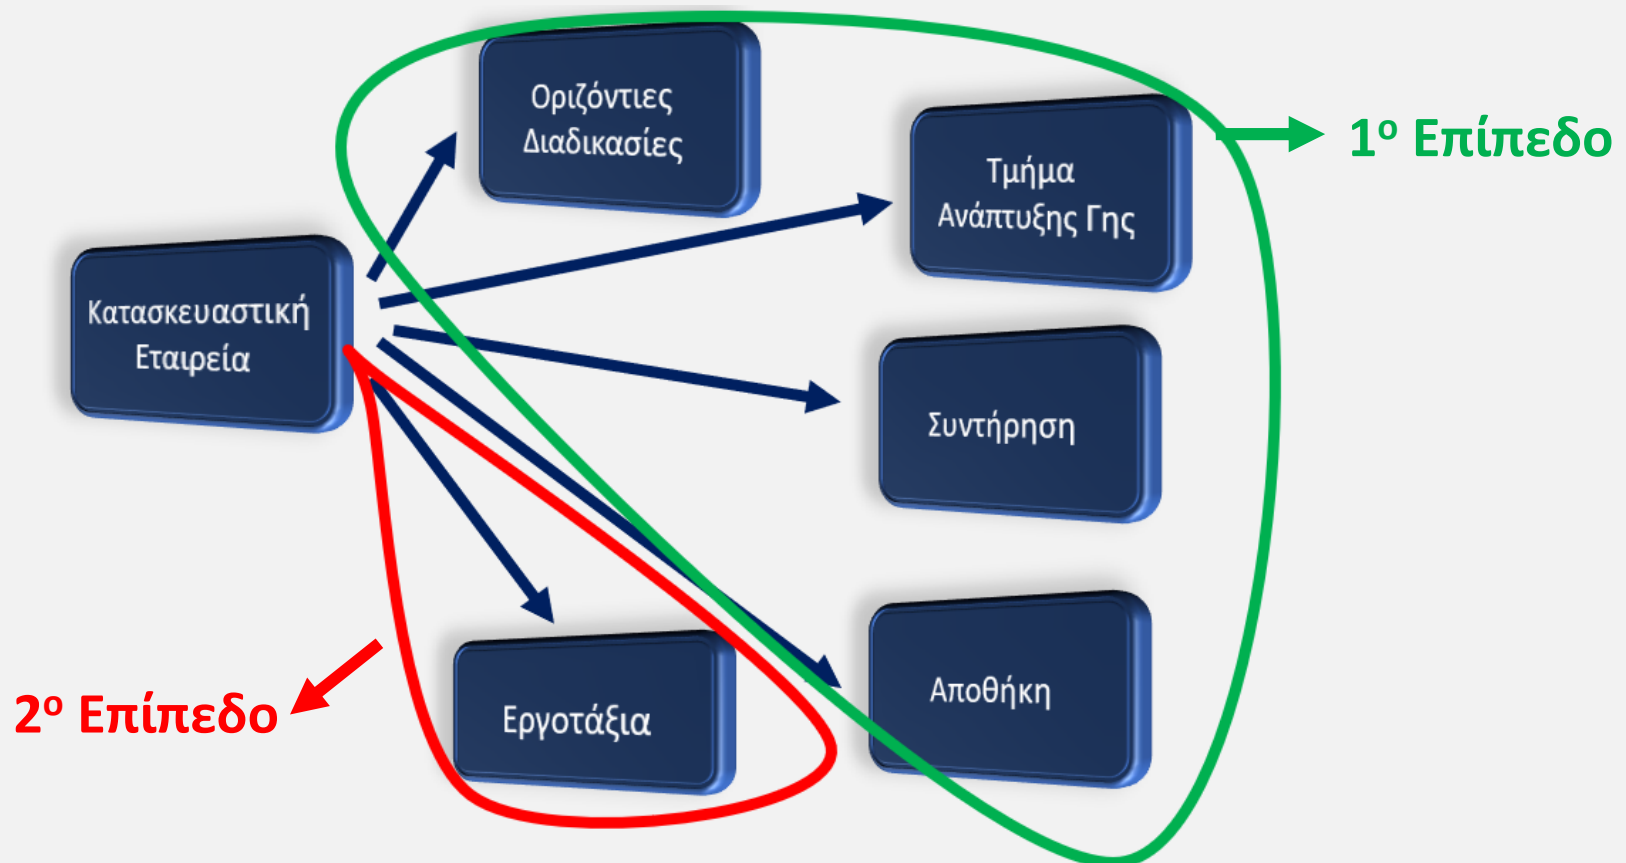 Οριζόντιες
Διαδικασίες
Τμήμα
Ανάπτυξης Γης
1ο Επίπεδο
Κατασκευαστική
Εταιρεία
Συντήρηση
Αποθήκη
Εργοτάξια
2ο Επίπεδο